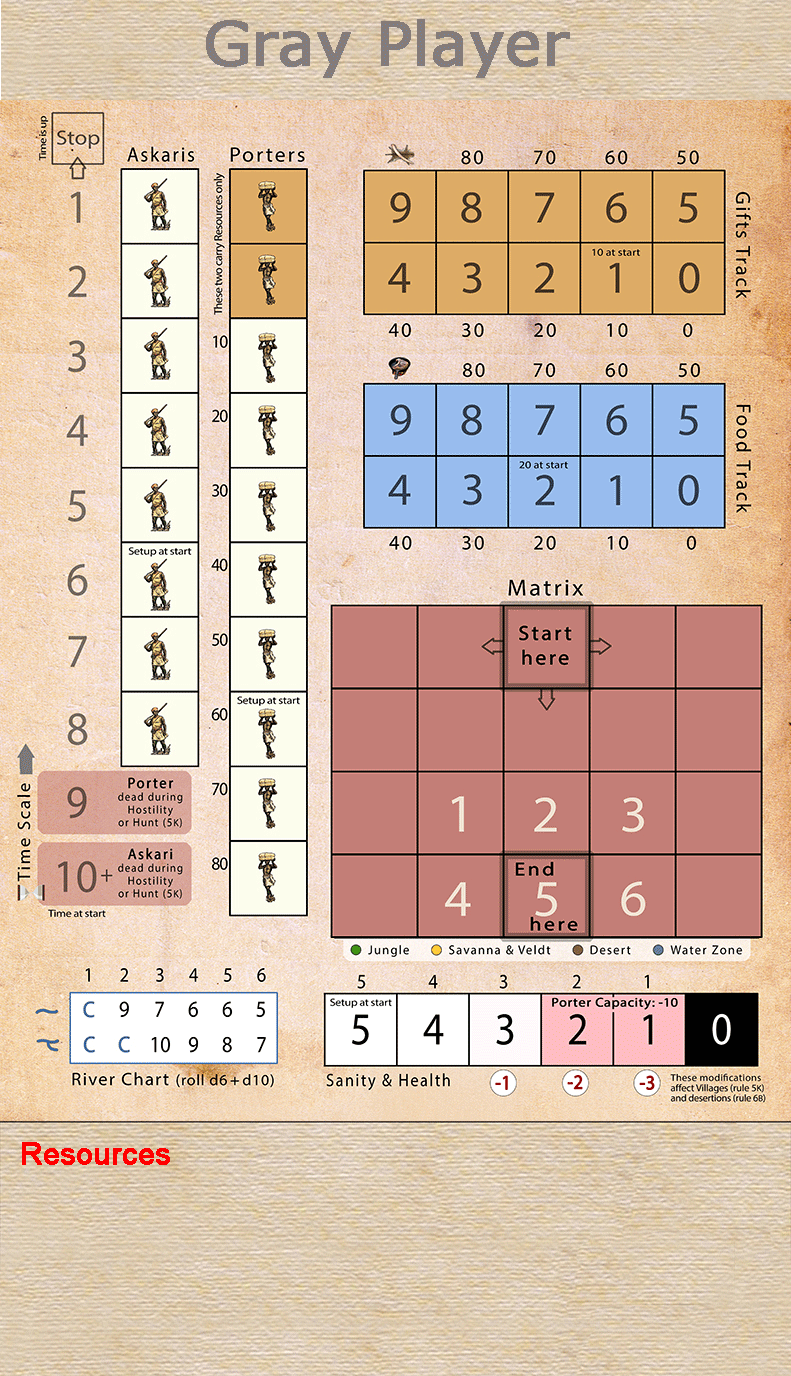 Gray Player
Time is up
Stop
Askaris
Porters
1
2
3
4
5
6
7
8
Setup at start
These two carry Resources only
10
20
30
40
50
60
70
80
Setup at start
Time Scale
9
Porter
dead during
Hostility
or Hunt (5K)
10+
Askari
dead during
Hostility
or Hunt (5K)
Time at start
80 70 60 50
9 8 7 6 5
10 at start
4 3 2 1 0
40 30 20 10 0
Gifts Track
80 70 60 50
9 8 7 6 5
20 at start
4 3 2 1 0
40 30 20 10 0
Food Track
Matrix
Start
here
1 2 3
End
4 5 6
here
Jungle Savanna & Veldt Desert Water Zone
1 2 3 4 5 6
C 9 7 6 6 5
C C 10 9 8 7
River Chart (roll d6+d10)
5 4 3 2 1
Setup at start Porter Capacity: -10
5 4 3 2 1 0
Sanity & Health -1 -2 -3
These modifications
affect Villages (rule 5K)
and desertions (rule 6B)
Resources